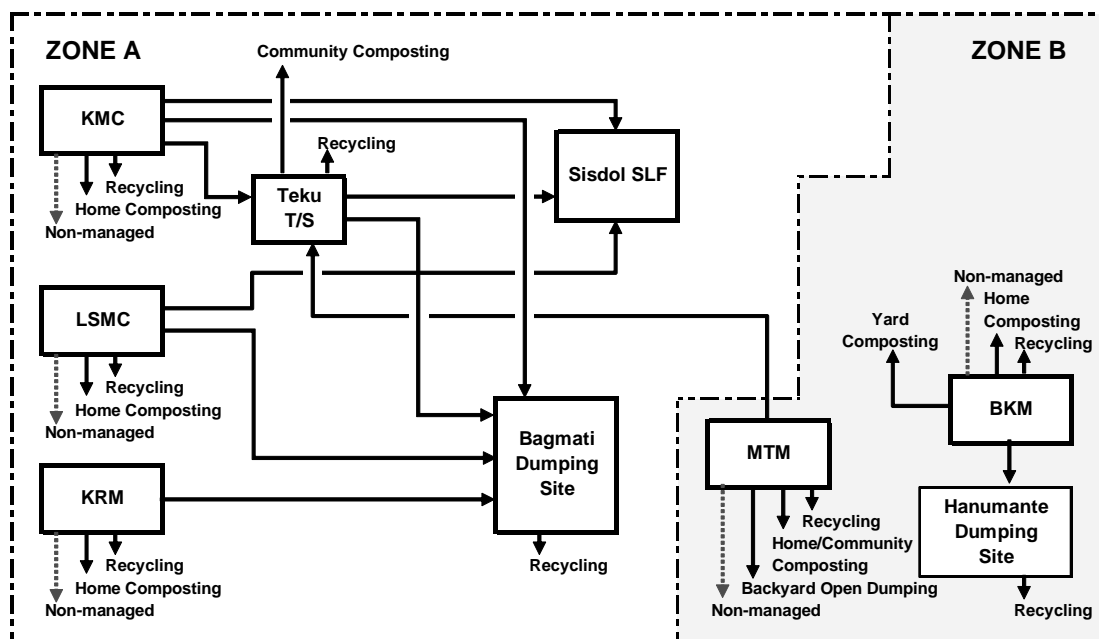 ZONE A
ZONE B
Community Composting
KMC
Recycling
Home Composting
Non-managed
Recycling
Teku
T/S
Sisdol SLF
LSMC
Recycling
Home Composting
Non-managed
KRM
Recycling
Home Composting
Non-managed
Bagmati
Dumping
Site
Recycling
MTM
Recycling
Home/Community
Composting
Backyard Open Dumping
Non-managed
Non-managed
Home
Composting
Recycling
Yard
Composting
BKM
Hanumante
Dumping
Site
Recycling